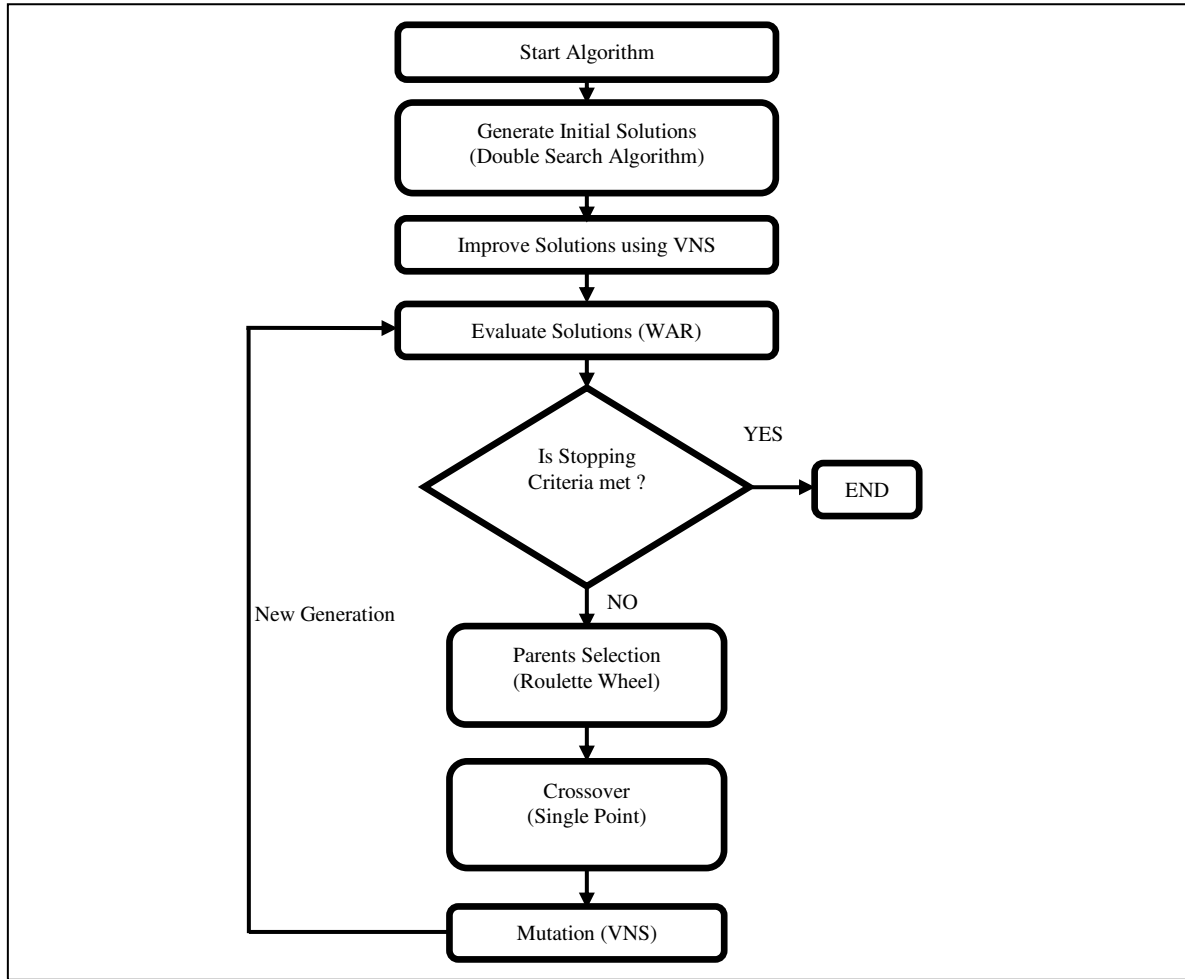 Start Algorithm
Generate Initial Solutions
(Double Search Algorithm)
Improve Solutions using VNS
Evaluate Solutions (WAR)
Is Stopping
Criteria met ?
YES
END
NO
New Generation
Parents Selection
(Roulette Wheel)
Crossover
(Single Point)
Mutation (VNS)